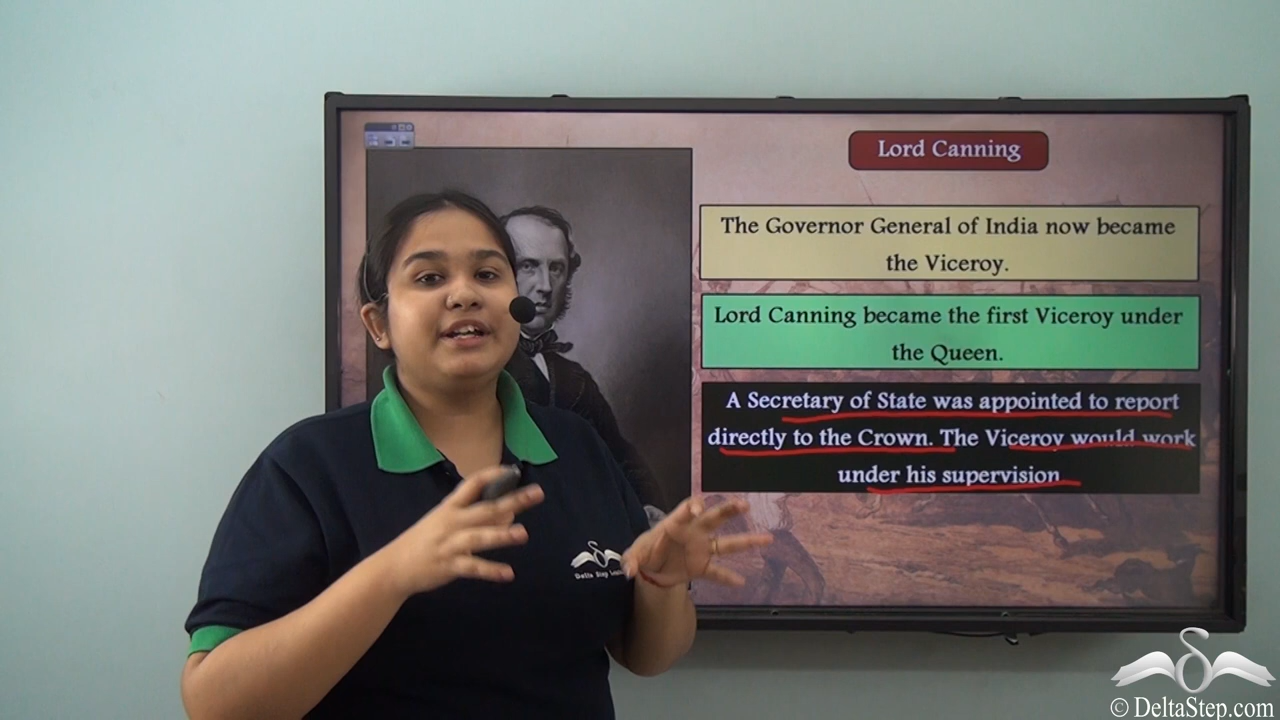 Lord Canning
The Governor General of India now became
the Viceroy.
Lord Canning became the first Viceroy under
the Queen.
A Secretary of State was appointed to report
directly to the Crown. The Viceroy would work
under his supervision
Delta Step
© DeltaStep.com